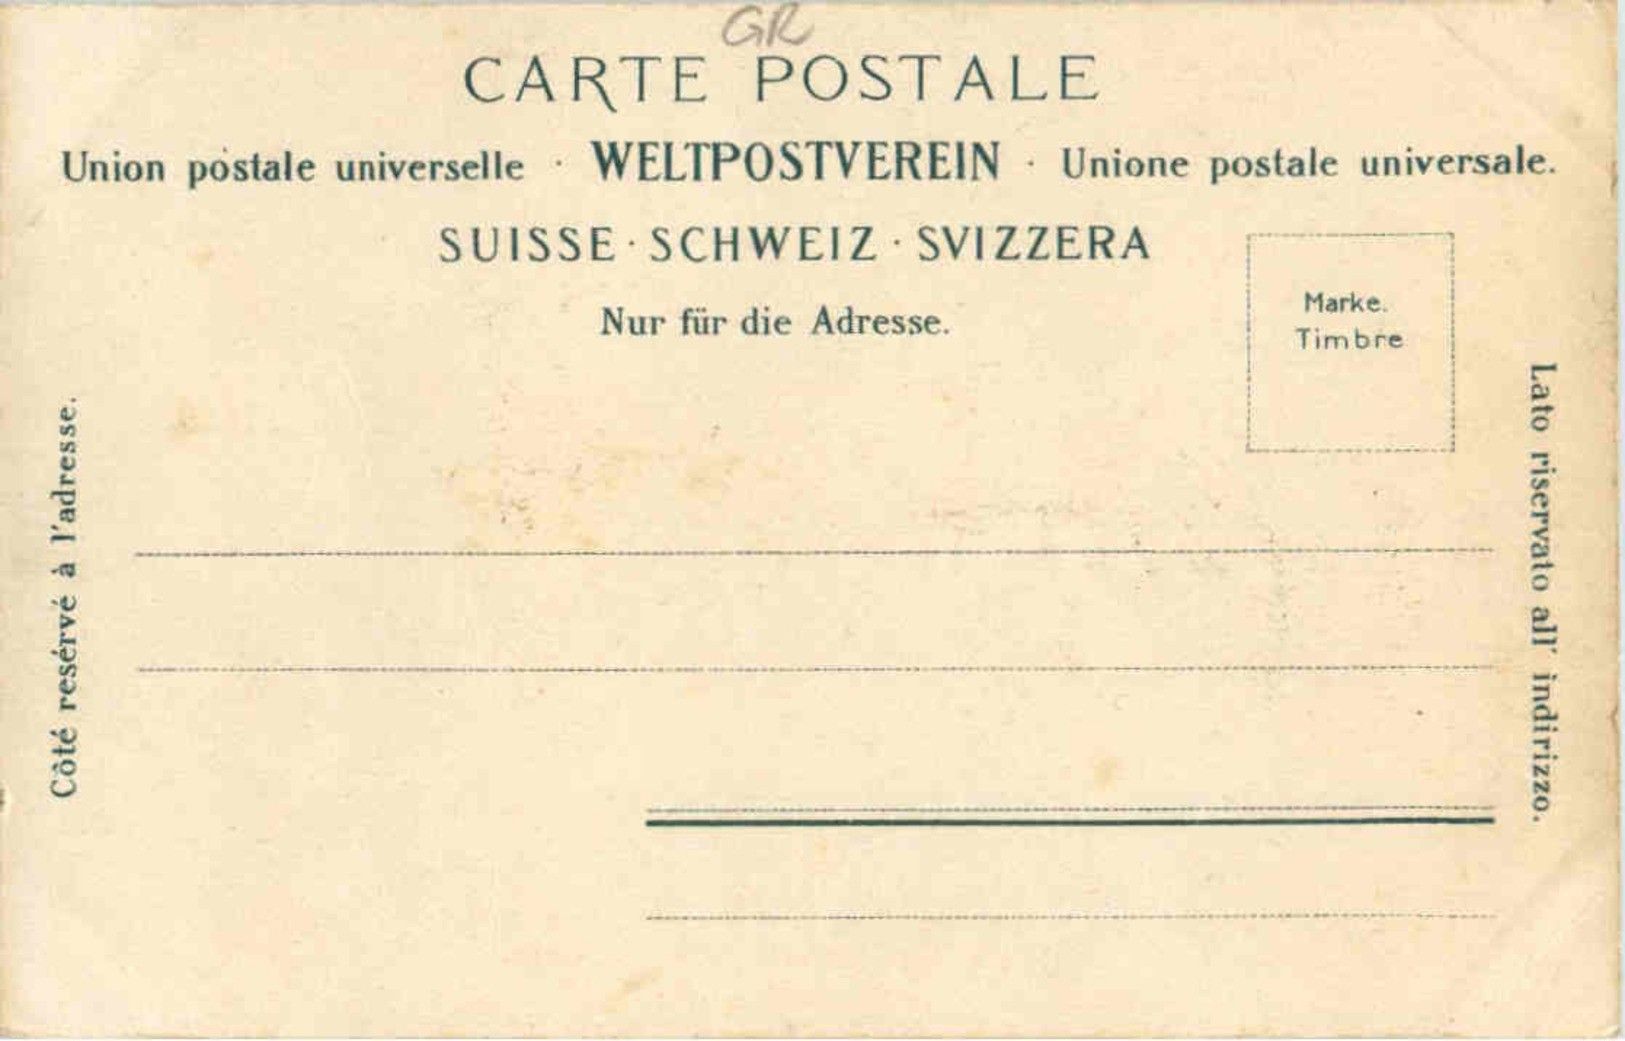 GR
CARTE POSTALE
Union postale universelle · WELTPOSTVEREIN · Unione postale universale.
SUISSE · SCHWEIZ · SVIZZERA
Nur für die Adresse.
Marke.
Timbre
Côté resérvé à l'adresse.
Lato riservato all' indirizzo.